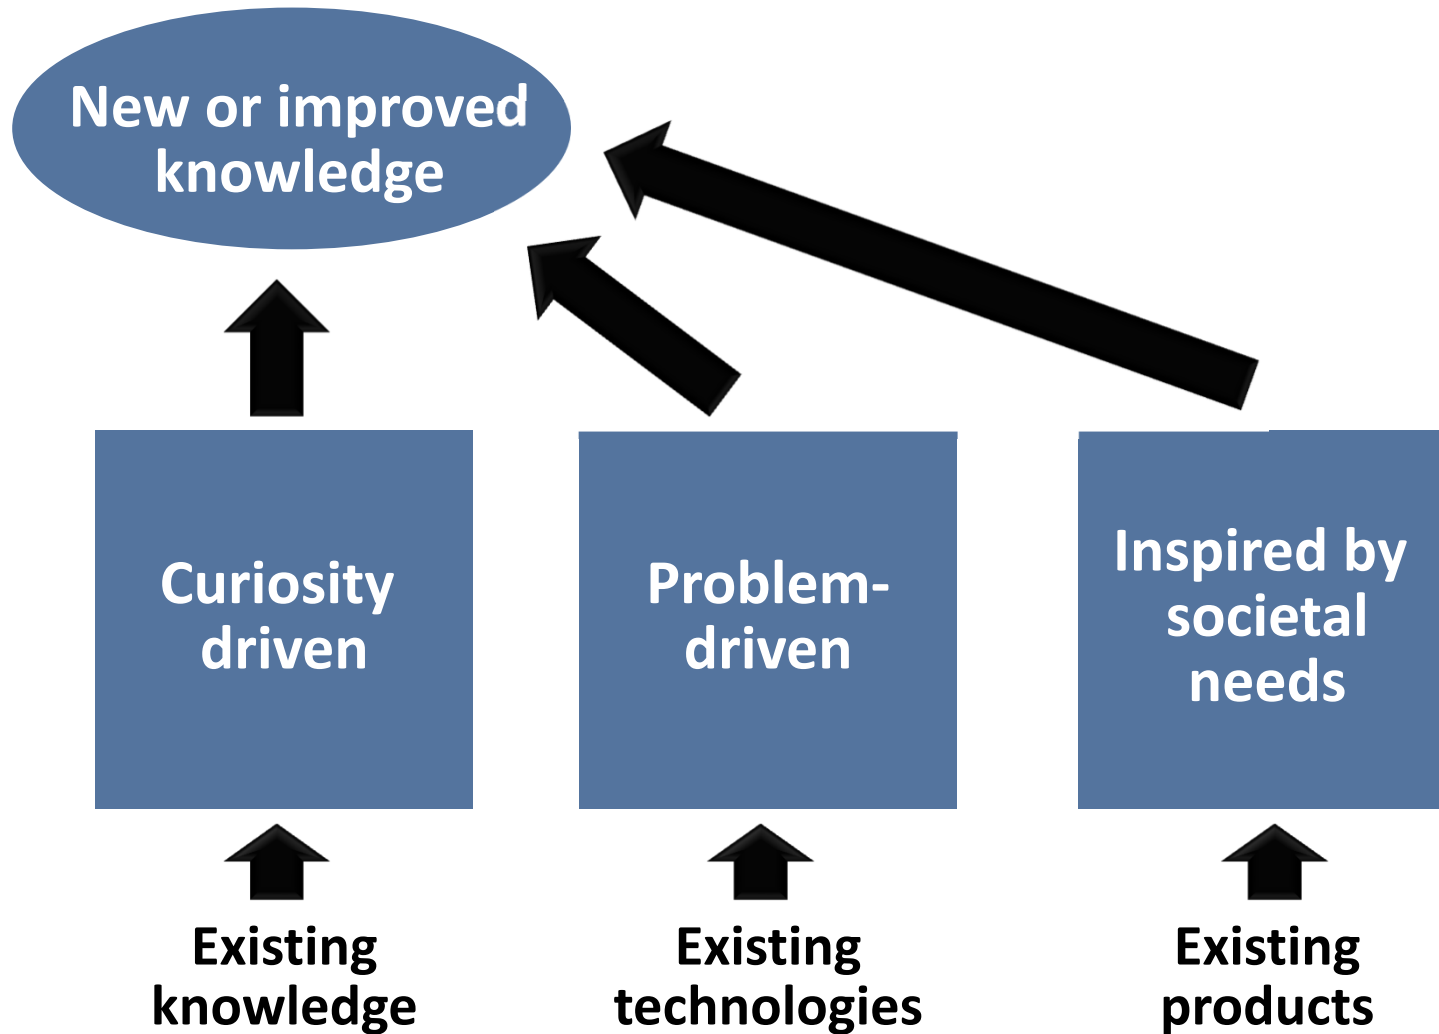 New or improved
knowledge
Curiosity
driven
Problem-
driven
Inspired by
societal
needs
Existing
knowledge
Existing
technologies
Existing
products